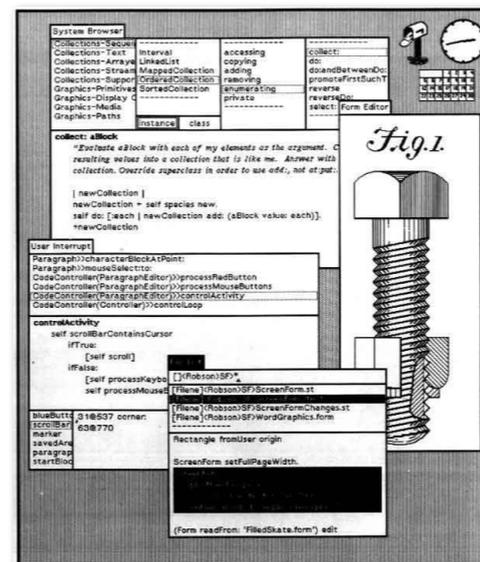 System Browser
Collections-Text
Collections-Arraye
Collections-Stream
Collections-Suppor
Graphics-Primitives
Graphics-Display
Graphics-Media
Graphics-Paths
Interval
LinkedList
MappedCollection
OrderedCollection
SortedCollection
instance class
accessing
copying
adding
removing
enumerating
private
collect:
do:
do:andBetweenDo:
promoteFirstSuchT
reverse
reverseDo:
select:
Form Editor
Fig. 1.
collect: aBlock
"Evaluate aBlock with each of my elements as the argument. C
resulting values into a collection that is like me. Answer with
collection. Override superclass in order to use add:, not at:put:.
| newCollection |
newCollection ← self species new.
self do: [:each | newCollection add: (aBlock value: each)].
↑newCollection
User Interrupt
Paragraph>>characterBlockAtPoint:
Paragraph>>mouseSelect:to:
CodeController(ParagraphEditor)>>processRedButton
CodeController(ParagraphEditor)>>processMouseButtons
CodeController(ParagraphEditor)>>controlActivity
CodeController(Controller)>>controlLoop
controlActivity
self scrollBarContainsCursor
ifTrue:
[self scroll]
ifFalse:
[self processKeybo
[self processMouseB
blueButt
scrollBar
marker
savedArea
paragrap
startBloc
31@537 corner:
63@770
[]<Robson>SF>*
[Filene]<Robson>SF>ScreenForm.st
[Filene]<Robson>SF>ScreenFormChanges.st
[Filene]<Robson>SF>WordGraphics.form
Rectangle fromUser origin
ScreenForm setFullPageWidth.
(Form readFrom: 'FilledSkate.form') edit